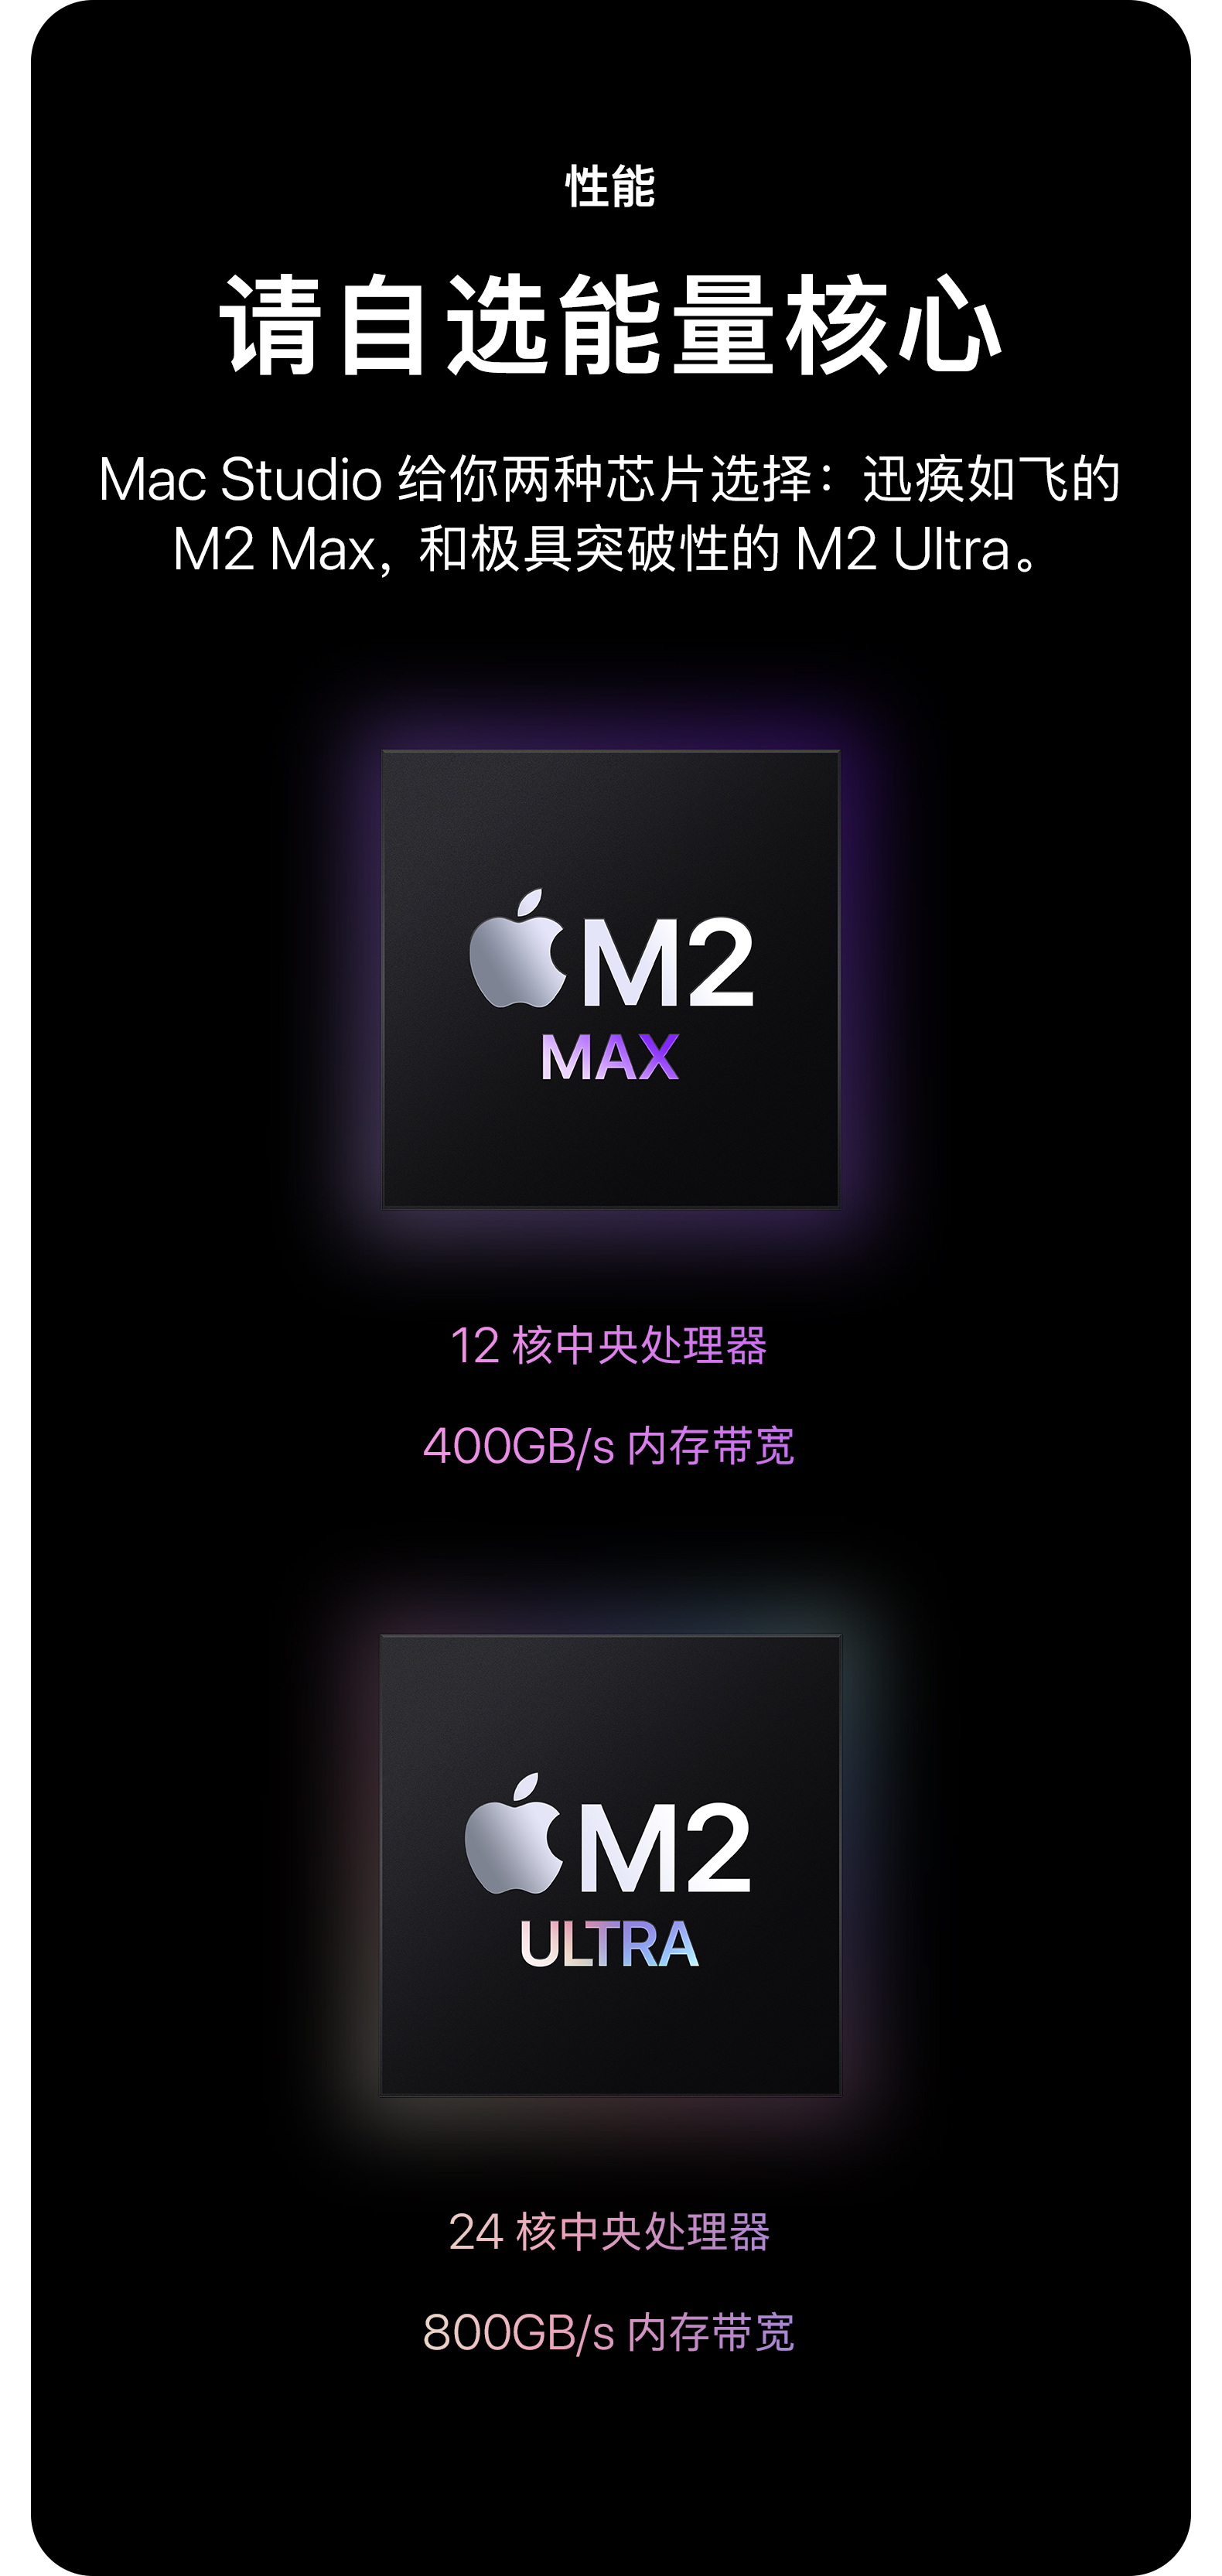 性能
请自选能量核心
Mac Studio 给你两种芯片选择：迅疾如飞的
M2 Max，和极具突破性的 M2 Ultra。
M2
MAX
12 核中央处理器
400GB/s 内存带宽
M2
ULTRA
24 核中央处理器
800GB/s 内存带宽